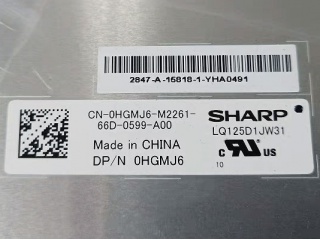 2847-A-15818-1-YHA0491
CN-0HGMJ6-M2261-
66D-0599-A00
Made in CHINA
DP/N 0HGMJ6
SHARP
LQ125D1JW31
C US
10